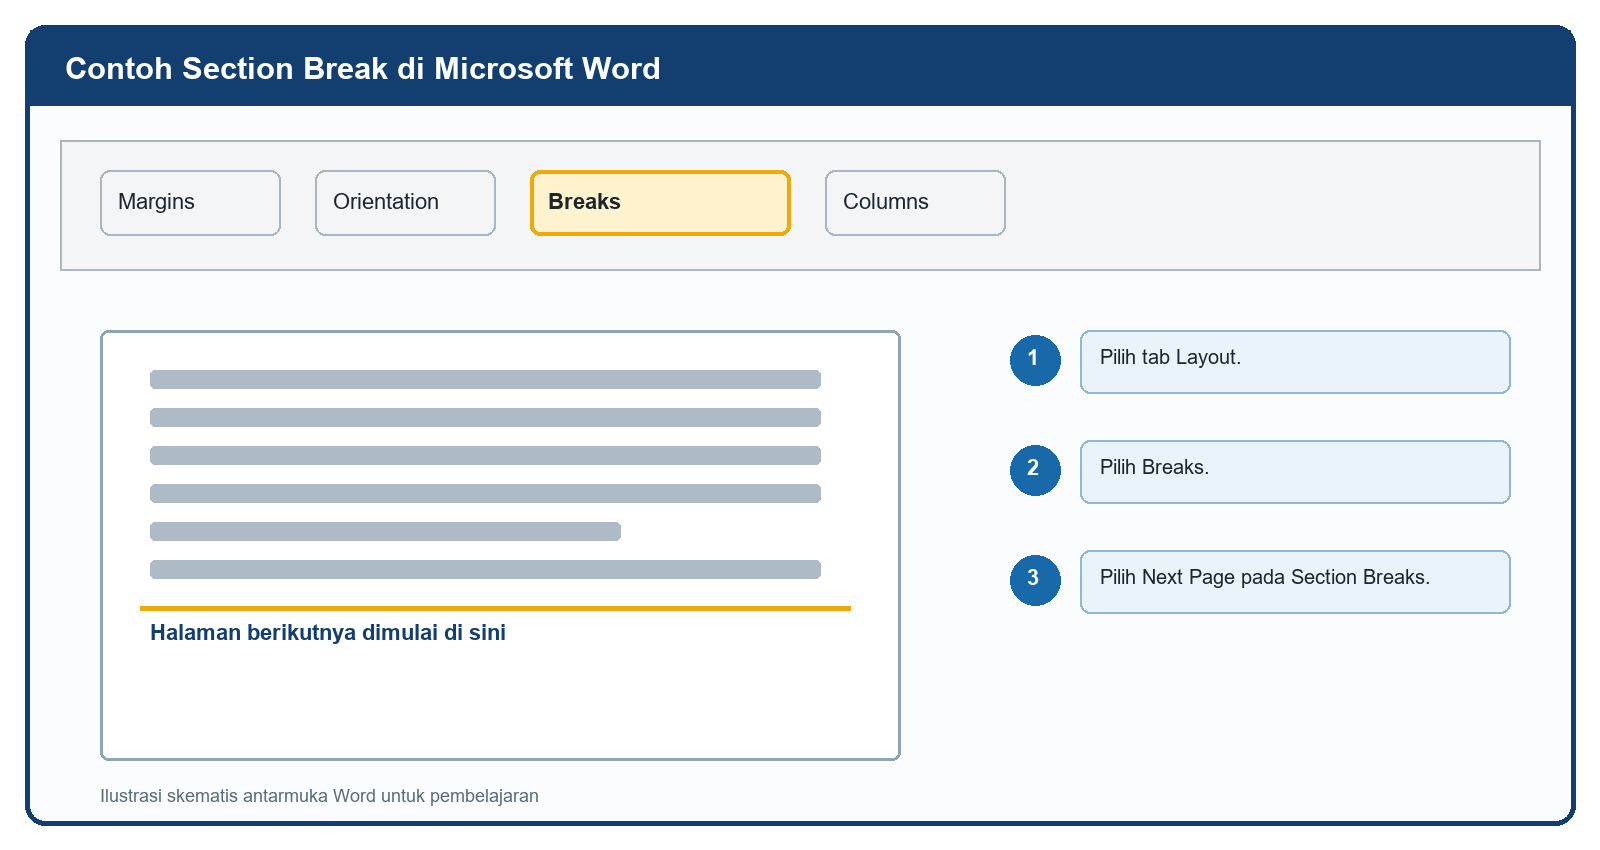 Contoh Section Break di Microsoft Word
Margins
Orientation
Breaks
Columns
1
Pilih tab Layout.
2
Pilih Breaks.
3
Pilih Next Page pada Section Breaks.
Halaman berikutnya dimulai di sini
Ilustrasi skematis antarmuka Word untuk pembelajaran